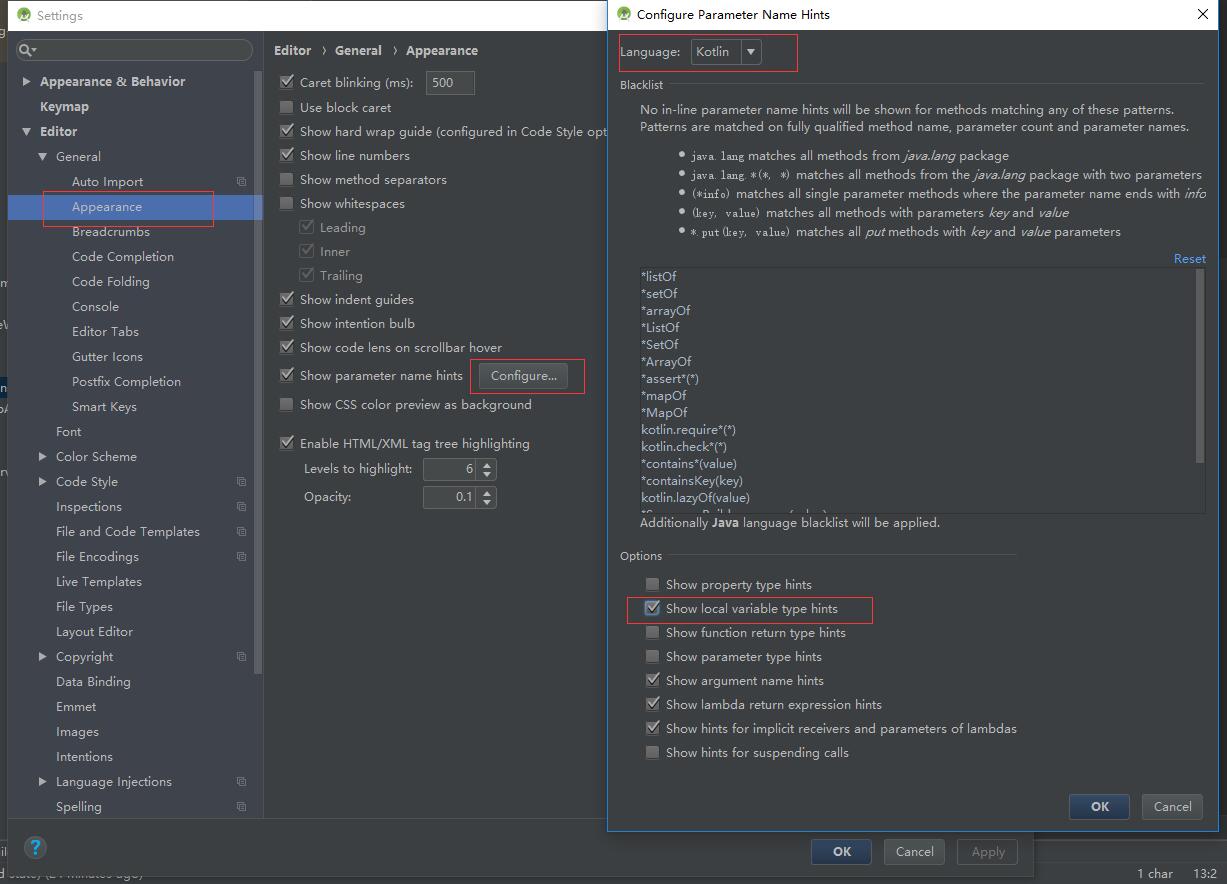 Settings
Appearance & Behavior
Keymap
Editor
General
Auto Import
Appearance
Breadcrumbs
Code Completion
Code Folding
Console
Editor Tabs
Gutter Icons
Postfix Completion
Smart Keys
Font
Color Scheme
Code Style
Inspections
File and Code Templates
File Encodings
Live Templates
File Types
Layout Editor
Copyright
Data Binding
Emmet
Images
Intentions
Language Injections
Spelling
Editor › General › Appearance
Caret blinking (ms): 500
Use block caret
Show hard wrap guide (configured in Code Style opt
Show line numbers
Show method separators
Show whitespaces
Leading
Inner
Trailing
Show indent guides
Show intention bulb
Show code lens on scrollbar hover
Show parameter name hints Configure...
Show CSS color preview as background
Enable HTML/XML tag tree highlighting
Levels to highlight: 6
Opacity: 0.1
? OK Cancel Apply
Configure Parameter Name Hints
Language: Kotlin
Blacklist
No in-line parameter name hints will be shown for methods matching any of these patterns.
Patterns are matched on fully qualified method name, parameter count and parameter names.
• java.lang matches all methods from java.lang package
• java.lang.*(*, *) matches all methods from the java.lang package with two parameters
• (*info) matches all single parameter methods where the parameter name ends with info
• (key, value) matches all methods with parameters key and value
• *.put(key, value) matches all put methods with key and value parameters
Reset
*listOf
*setOf
*arrayOf
*ListOf
*SetOf
*ArrayOf
*assert*(*)
*mapOf
*MapOf
kotlin.require*(*)
kotlin.check*(*)
*contains*(value)
*containsKey(key)
kotlin.lazyOf(value)
Additionally Java language blacklist will be applied.
Options
Show property type hints
Show local variable type hints
Show function return type hints
Show parameter type hints
Show argument name hints
Show lambda return expression hints
Show hints for implicit receivers and parameters of lambdas
Show hints for suspending calls
OK Cancel
1 char 13:2